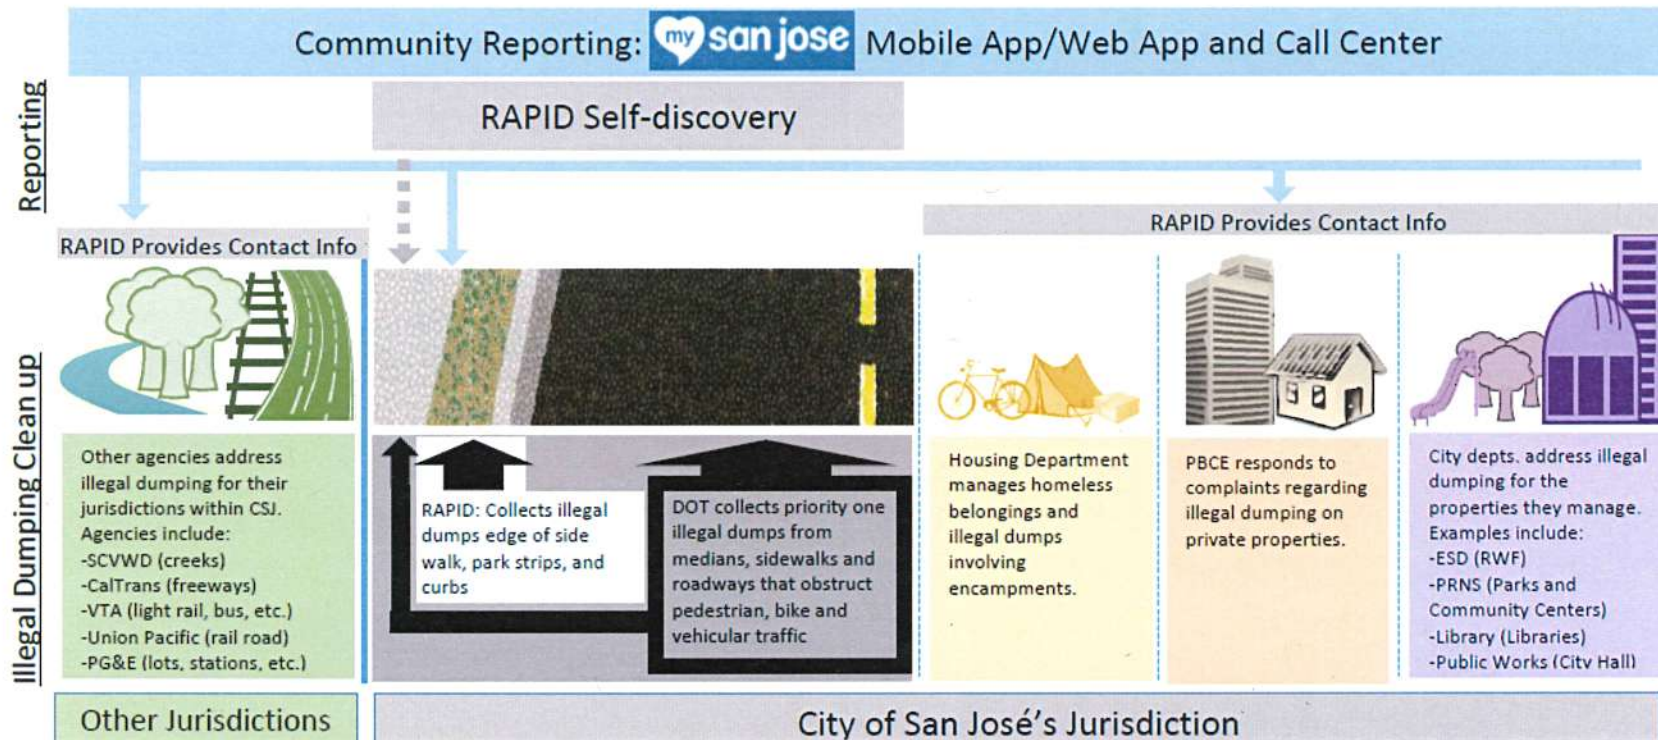 Community Reporting: my san jose Mobile App/Web App and Call Center
Reporting
RAPID Self-discovery
RAPID Provides Contact Info
RAPID Provides Contact Info
Illegal Dumping Clean up
Other agencies address
illegal dumping for their
jurisdictions within CSJ.
Agencies include:
-SCVWD (creeks)
-CalTrans (freeways)
-VTA (light rail, bus, etc.)
-Union Pacific (rail road)
-PG&E (lots, stations, etc.)
RAPID: Collects illegal
dumps edge of side
walk, park strips, and
curbs
DOT collects priority one
illegal dumps from
medians, sidewalks and
roadways that obstruct
pedestrian, bike and
vehicular traffic
Housing Department
manages homeless
belongings and
illegal dumps
involving
encampments.
PBCE responds to
complaints regarding
illegal dumping on
private properties.
City depts. address illegal
dumping for the
properties they manage.
Examples include:
-ESD (RWF)
-PRNS (Parks and
Community Centers)
-Library (Libraries)
-Public Works (City Hall)
Other Jurisdictions
City of San José's Jurisdiction